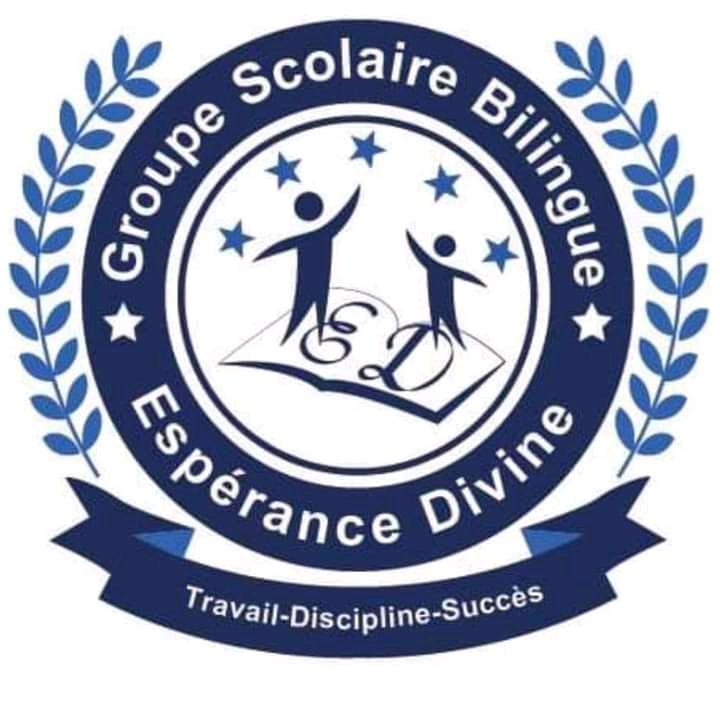 Groupe Scolaire Bilingue
ED
Espérance Divine
Travail-Discipline-Succès